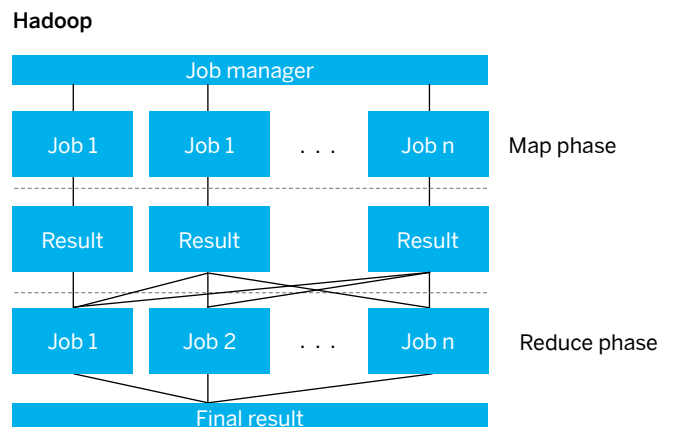 Hadoop
Job manager
Job 1
Job 1
. . .
Job n
Map phase
Result
Result
Result
Job 1
Job 2
. . .
Job n
Reduce phase
Final result